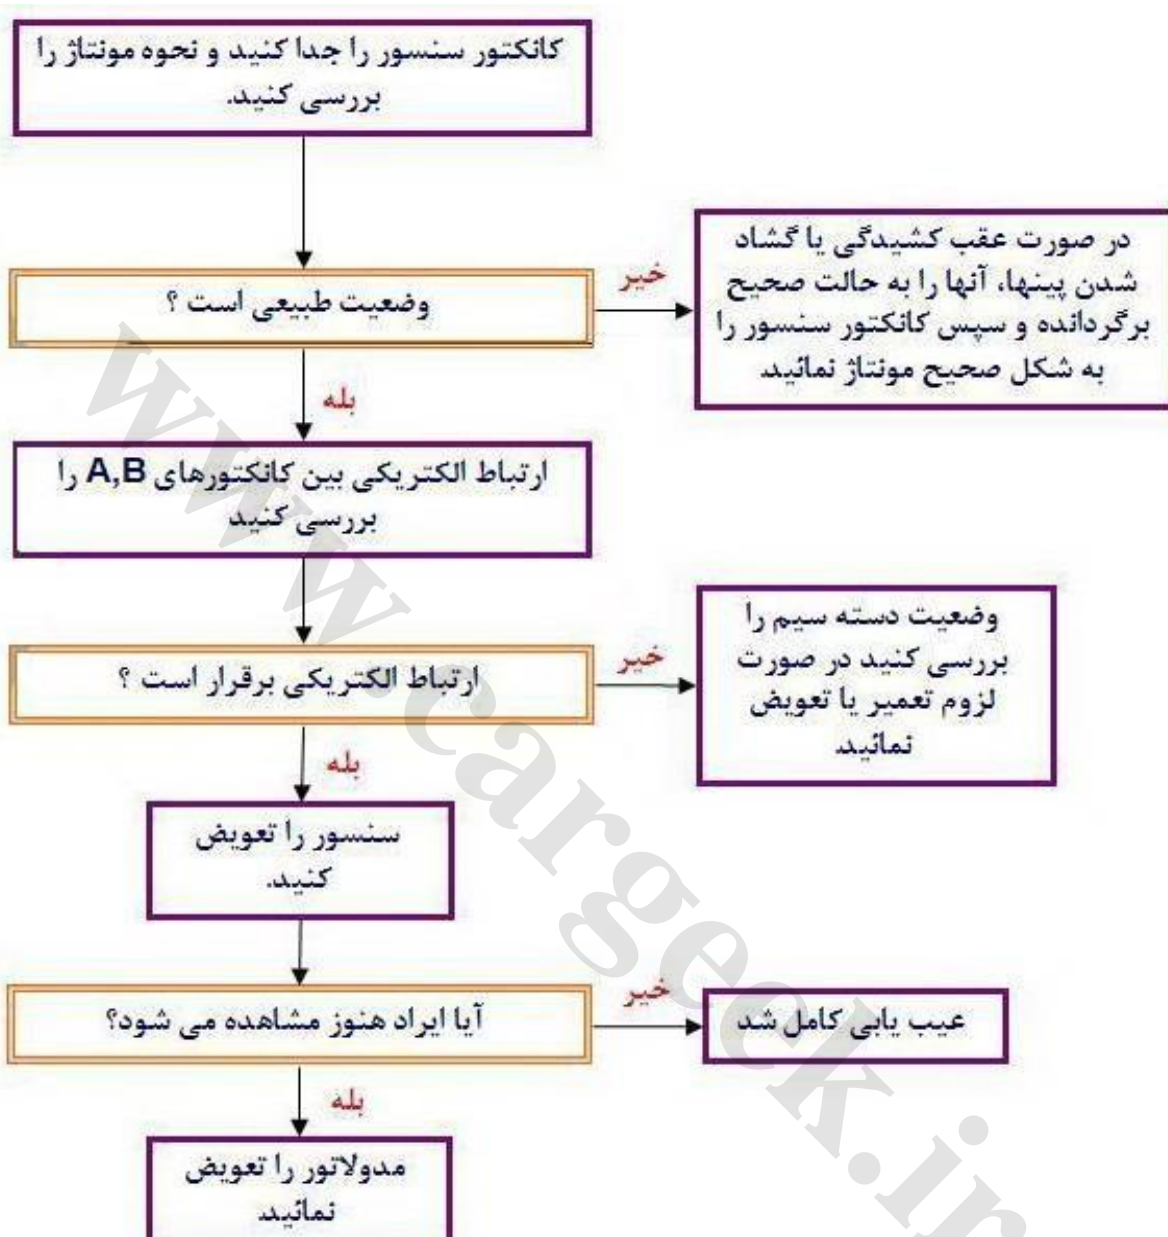 کانکتور سنسور را جدا کنید و نحوه مونتاژ را
بررسی کنید.
وضعیت طبیعی است ؟
خیر
در صورت عقب کشیدگی یا گشاد
شدن پینها، آنها را به حالت صحیح
برگردانده و سپس کانکتور سنسور را
به شکل صحیح مونتاژ نمائید.
بله
ارتباط الکتریکی بین کانکتورهای A,B را
بررسی کنید
ارتباط الکتریکی برقرار است ؟
خیر
وضعیت دسته سیم را
بررسی کنید در صورت
لزوم تعمیر یا تعویض
نمائید.
بله
سنسور را تعویض
کنید.
آیا ایراد هنوز مشاهده می شود؟
خیر
عیب یابی کامل شد
بله
مدولاتور را تعویض
نمائید.
www.cargeek.ir